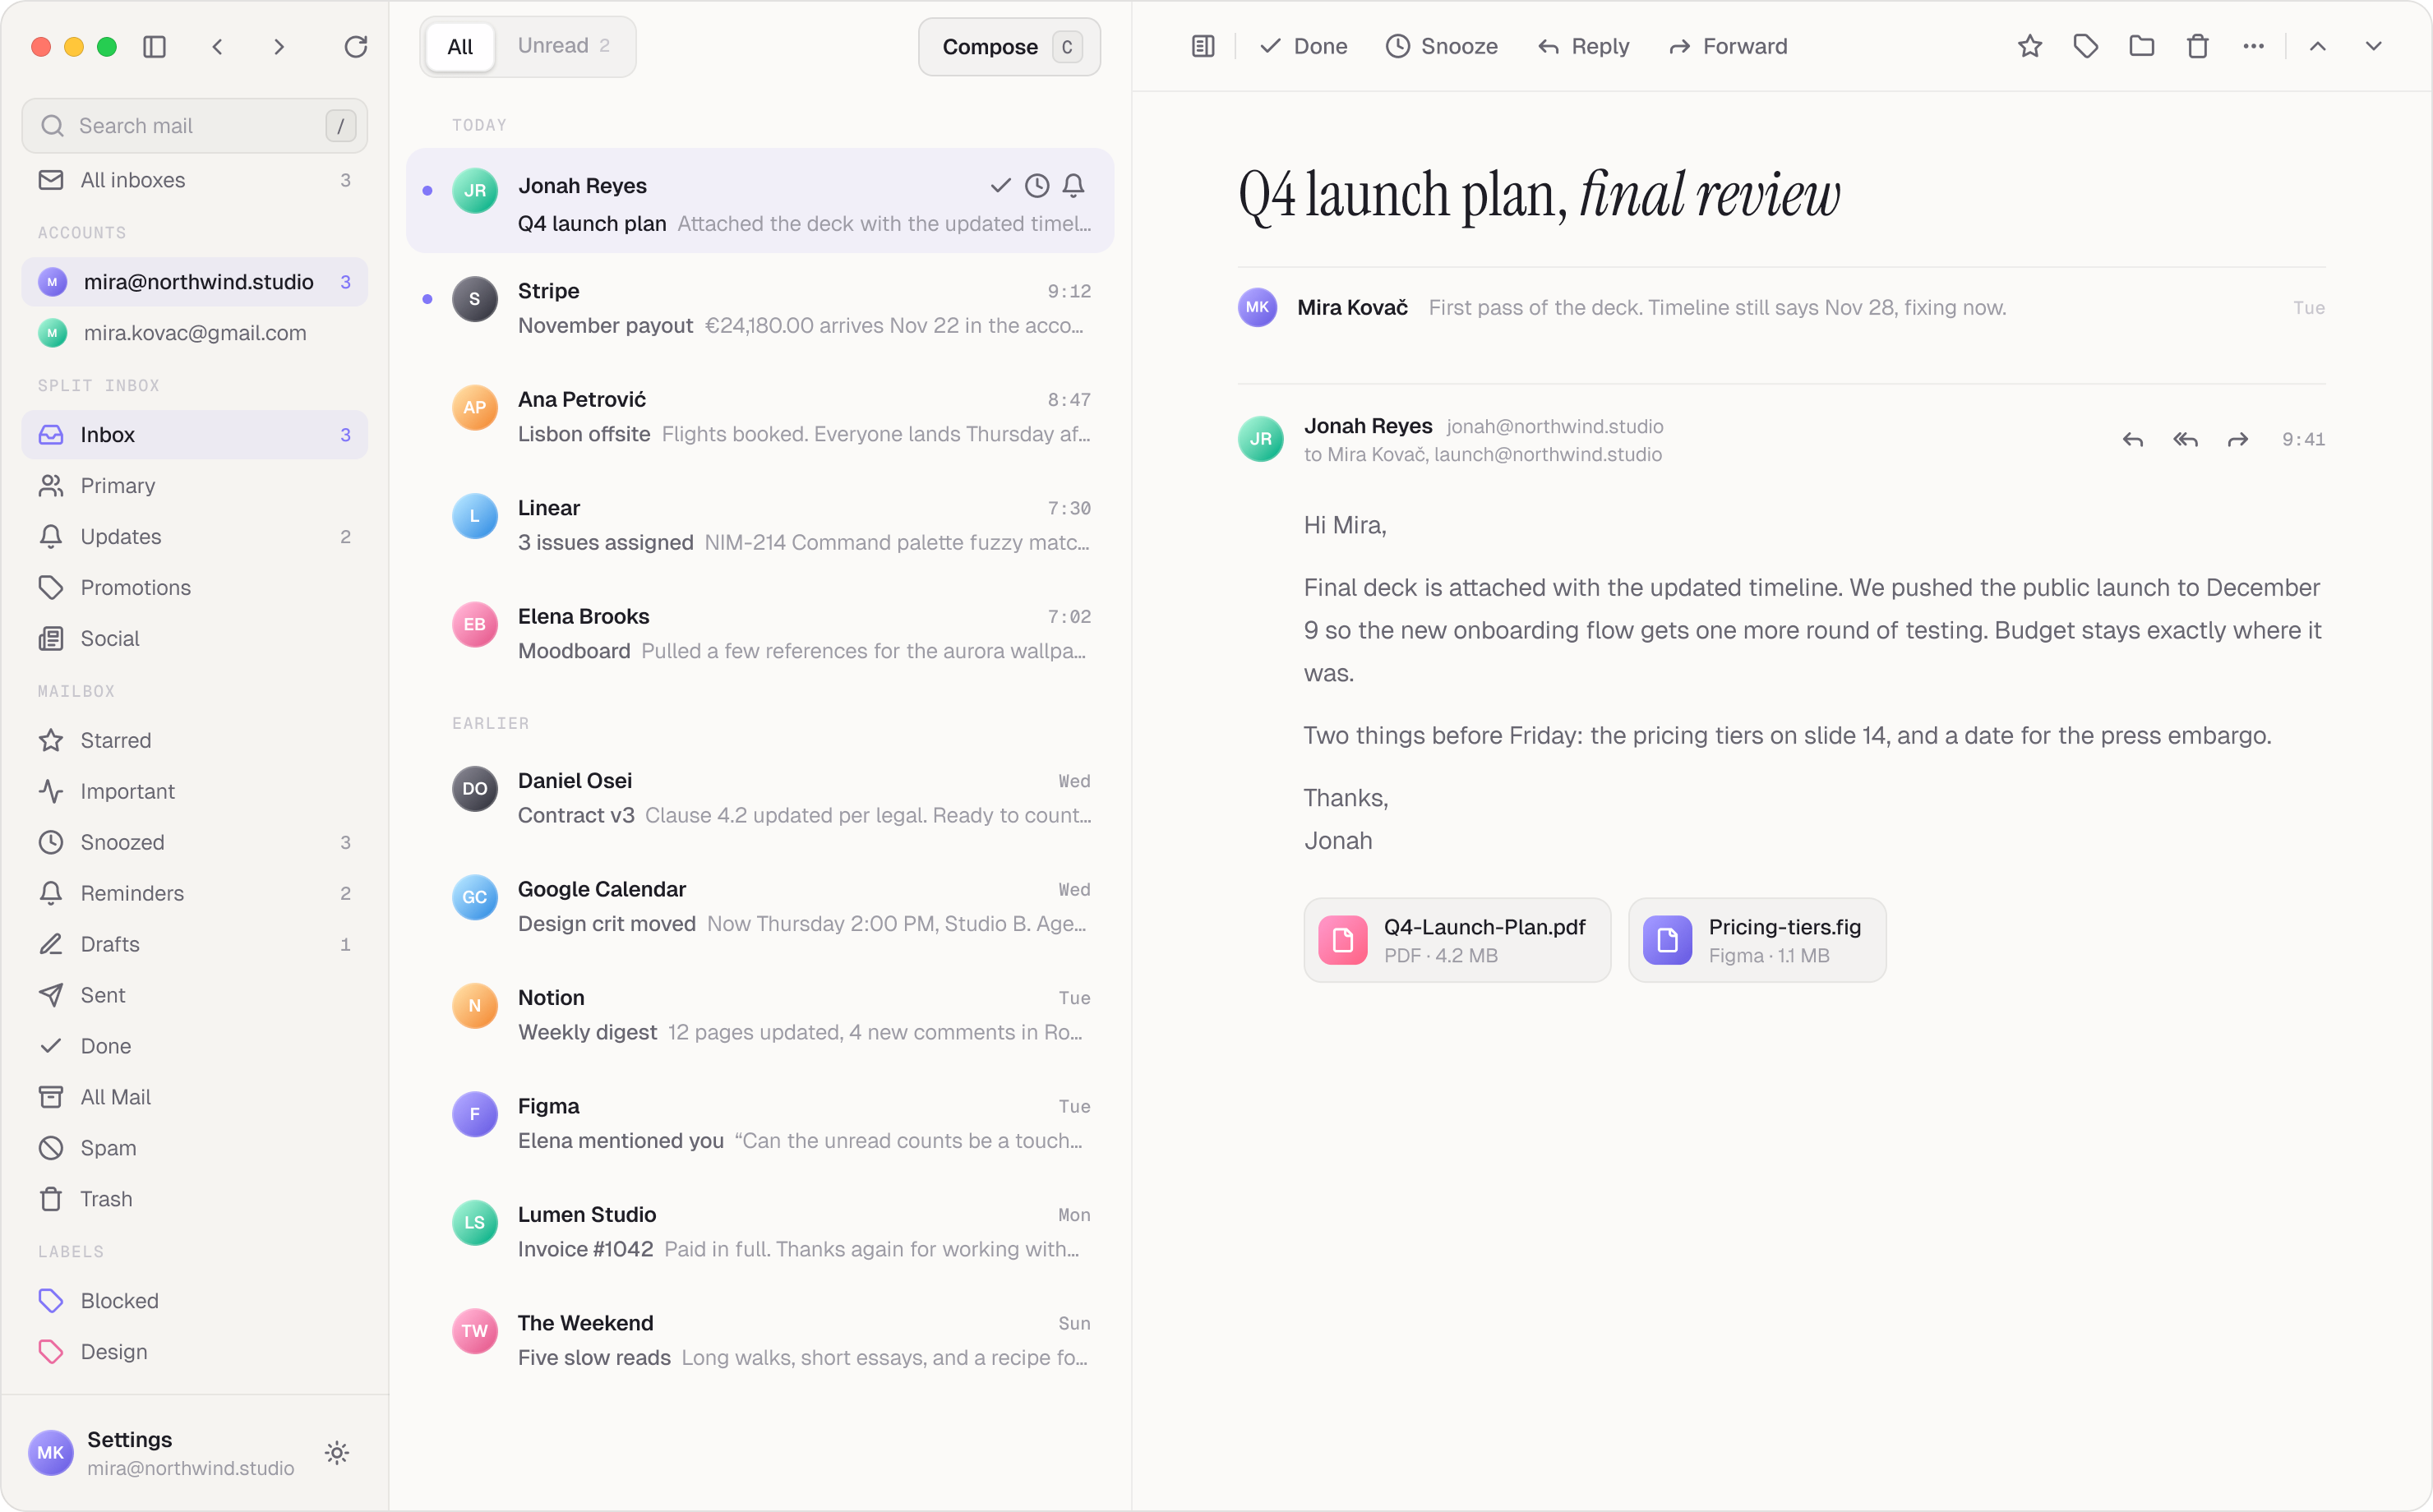 Search mail /
All inboxes 3
ACCOUNTS
M mira@northwind.studio 3
M mira.kovac@gmail.com
SPLIT INBOX
Inbox 3
Primary
Updates 2
Promotions
Social
MAILBOX
Starred
Important
Snoozed 3
Reminders 2
Drafts 1
Sent
Done
All Mail
Spam
Trash
LABELS
Blocked
Design
MK Settings
mira@northwind.studio
All Unread 2 Compose C
TODAY
JR Jonah Reyes
Q4 launch plan Attached the deck with the updated timel...
S Stripe 9:12
November payout €24,180.00 arrives Nov 22 in the acco...
AP Ana Petrović 8:47
Lisbon offsite Flights booked. Everyone lands Thursday af...
L Linear 7:30
3 issues assigned NIM-214 Command palette fuzzy matc...
EB Elena Brooks 7:02
Moodboard Pulled a few references for the aurora wallpa...
EARLIER
DO Daniel Osei Wed
Contract v3 Clause 4.2 updated per legal. Ready to count...
GC Google Calendar Wed
Design crit moved Now Thursday 2:00 PM, Studio B. Age...
N Notion Tue
Weekly digest 12 pages updated, 4 new comments in Ro...
F Figma Tue
Elena mentioned you “Can the unread counts be a touch...
LS Lumen Studio Mon
Invoice #1042 Paid in full. Thanks again for working with...
TW The Weekend Sun
Five slow reads Long walks, short essays, and a recipe fo...
Done Snooze Reply Forward
Q4 launch plan, final review
MK Mira Kovač First pass of the deck. Timeline still says Nov 28, fixing now. Tue
JR Jonah Reyes jonah@northwind.studio 9:41
to Mira Kovač, launch@northwind.studio
Hi Mira,
Final deck is attached with the updated timeline. We pushed the public launch to December
9 so the new onboarding flow gets one more round of testing. Budget stays exactly where it
was.
Two things before Friday: the pricing tiers on slide 14, and a date for the press embargo.
Thanks,
Jonah
Q4-Launch-Plan.pdf
PDF · 4.2 MB
Pricing-tiers.fig
Figma · 1.1 MB